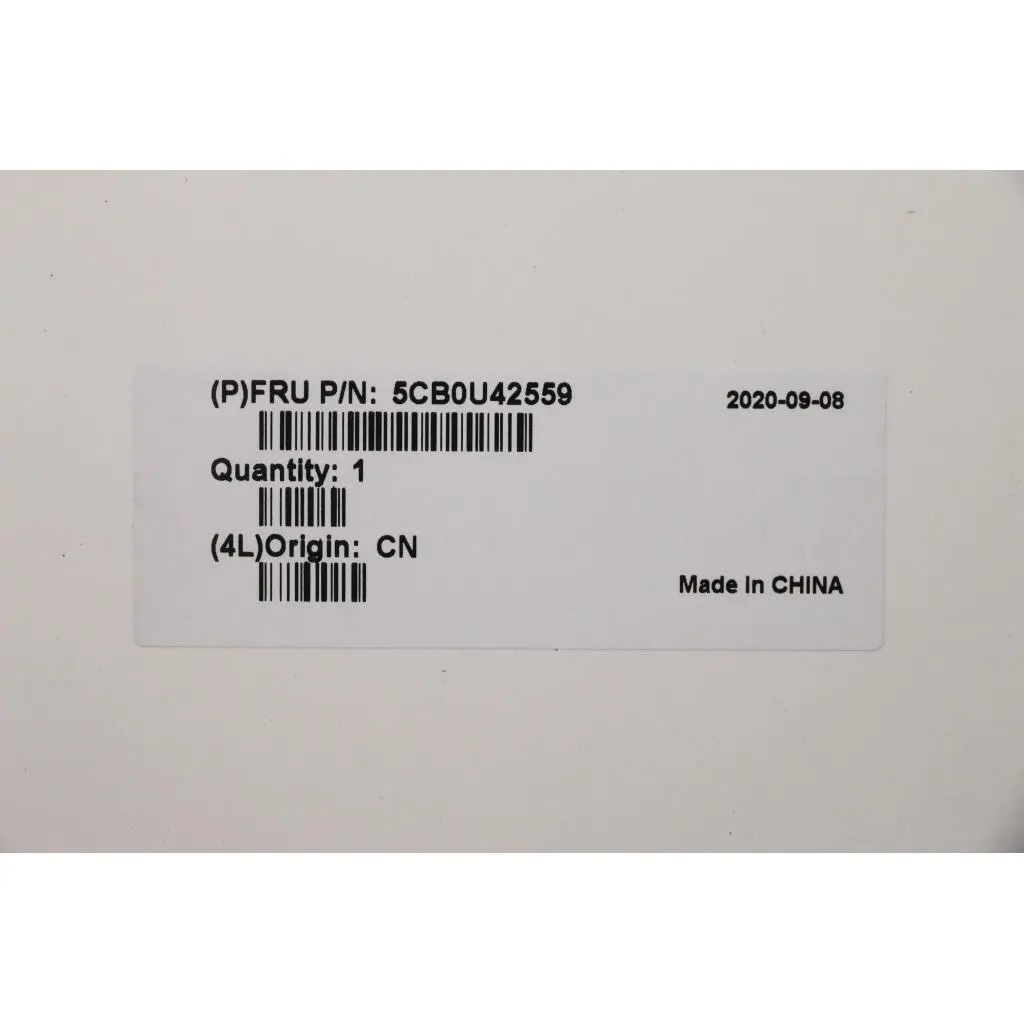 (P)FRU P/N: 5CB0U42559
2020-09-08
Quantity: 1
(4L)Origin: CN
Made in CHINA